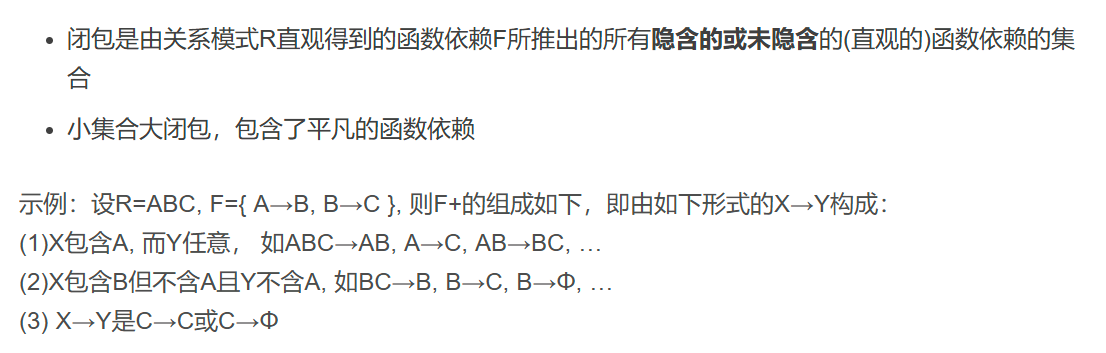 • 闭包是由关系模式R直观得到的函数依赖F所推出的所有隐含的或未隐含的(直观的)函数依赖的集
合
• 小集合大闭包，包含了平凡的函数依赖
示例：设R=ABC, F={ A→B, B→C }, 则F+的组成如下，即由如下形式的X→Y构成：
(1)X包含A, 而Y任意， 如ABC→AB, A→C, AB→BC, …
(2)X包含B但不含A且Y不含A, 如BC→B, B→C, B→Φ, …
(3) X→Y是C→C或C→Φ